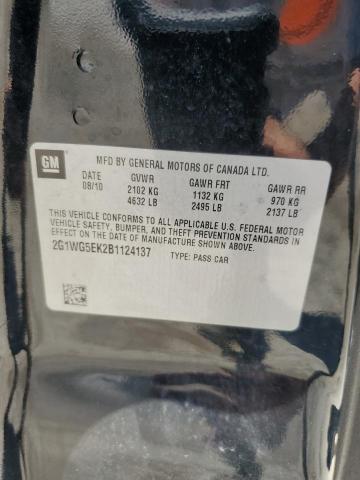 GM
MFD BY GENERAL MOTORS OF CANADA LTD.
DATE GVWR GAWR FRT GAWR RR
08/10 2102 KG 1132 KG 970 KG
4632 LB 2495 LB 2137 LB
THIS VEHICLE CONFORMS TO ALL APPLICABLE U.S. FEDERAL MOTOR
VEHICLE SAFETY, BUMPER, AND THEFT PREVENTION STANDARDS IN
EFFECT ON THE DATE OF MANUFACTURE SHOWN ABOVE.
2G1WG5EK2B1124137 TYPE: PASS CAR